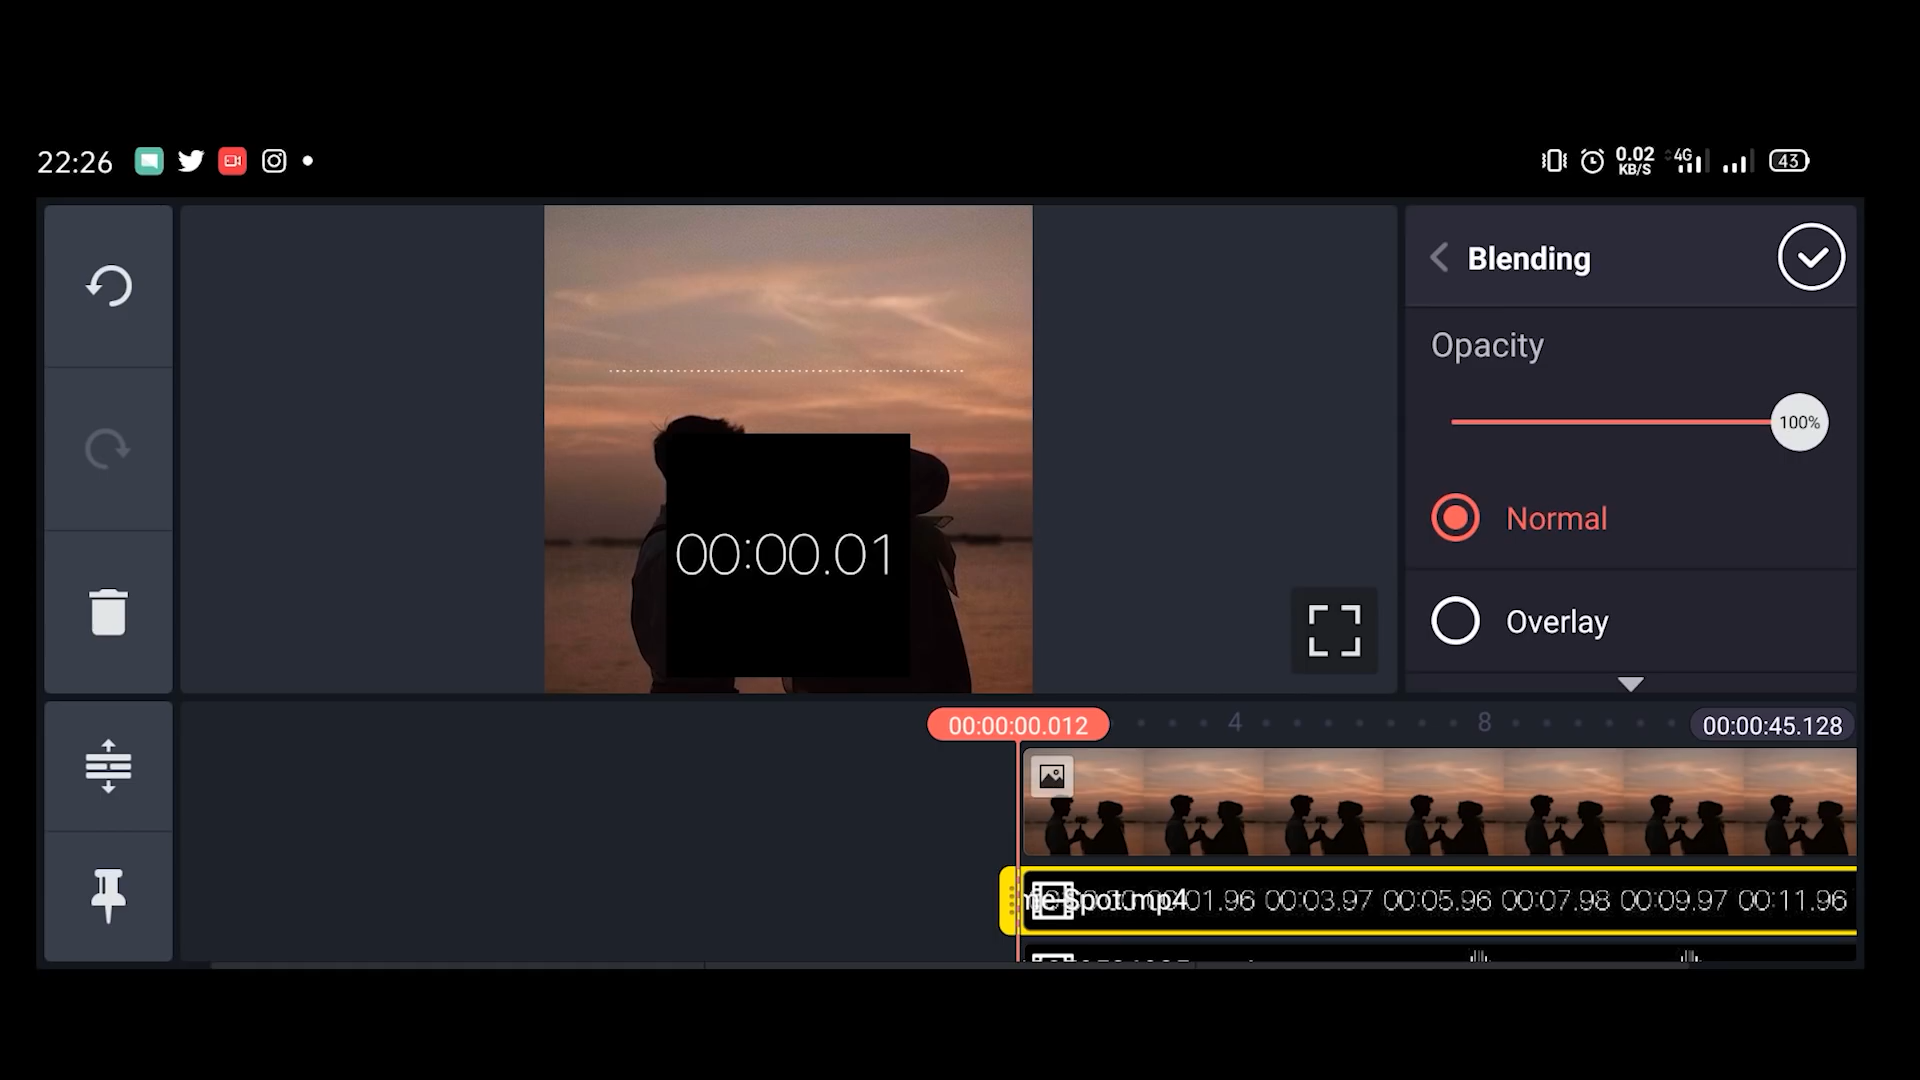 22:26
0.02
KB/S
4G
43
Blending
Opacity
100%
00:00.01
Normal
Overlay
00:00:00.012
4
8
00:00:45.128
Spot.mp4
01.96 00:03.97 00:05.96 00:07.98 00:09.97 00:11.96